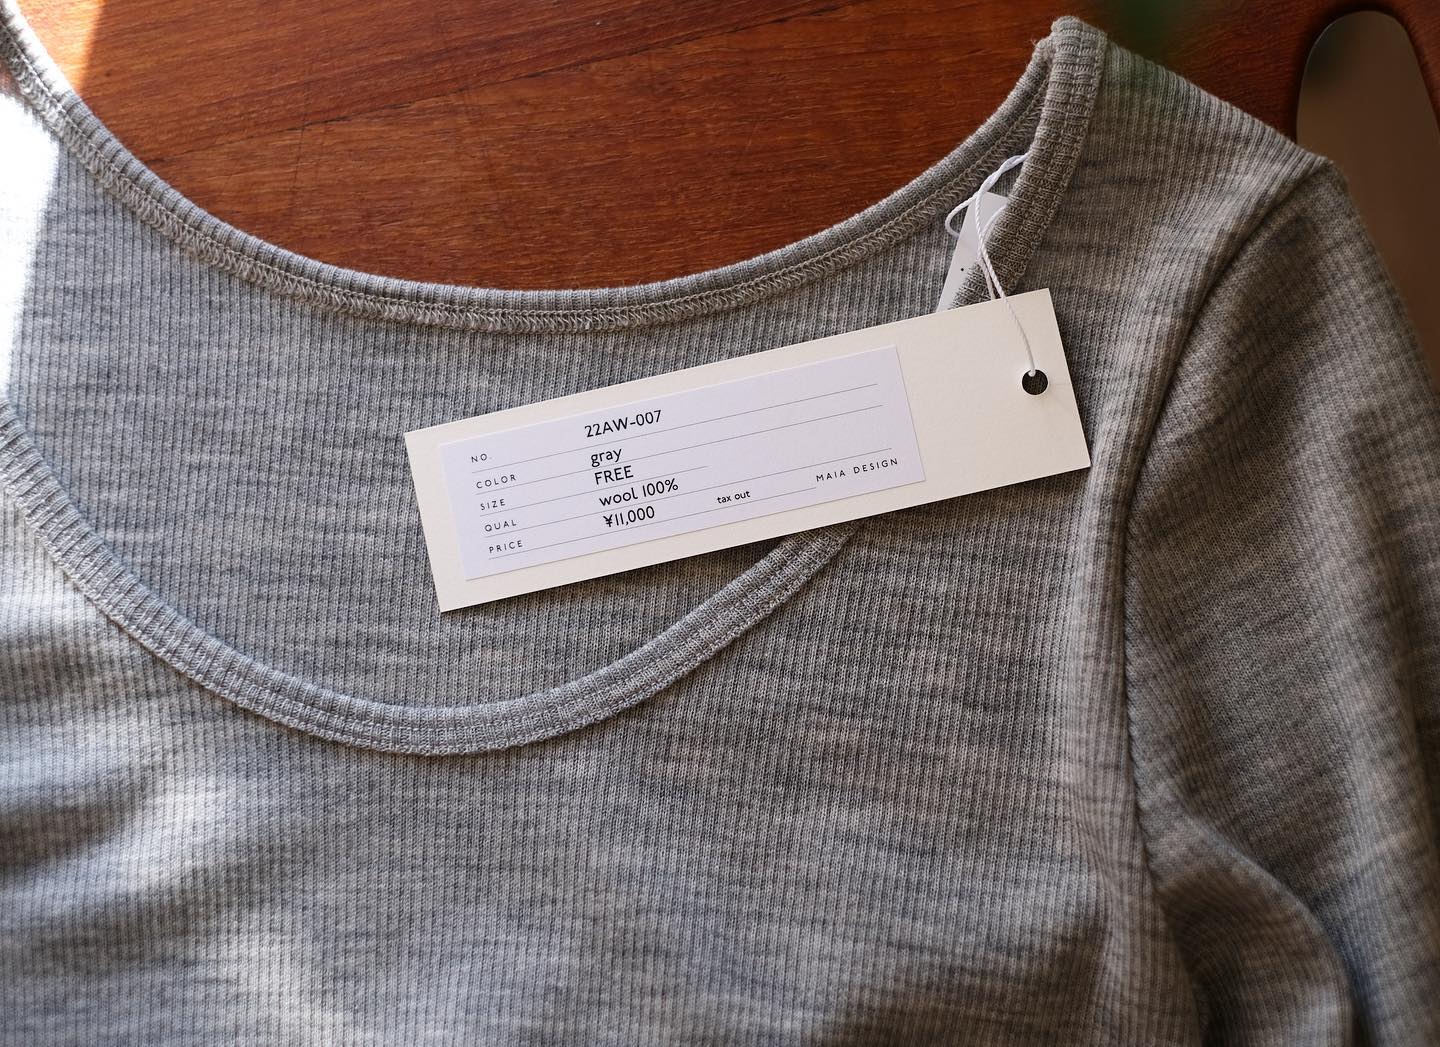 NO. 22AW-007
COLOR gray
SIZE FREE
QUAL wool 100%
PRICE ¥11,000 tax out MAIA DESIGN